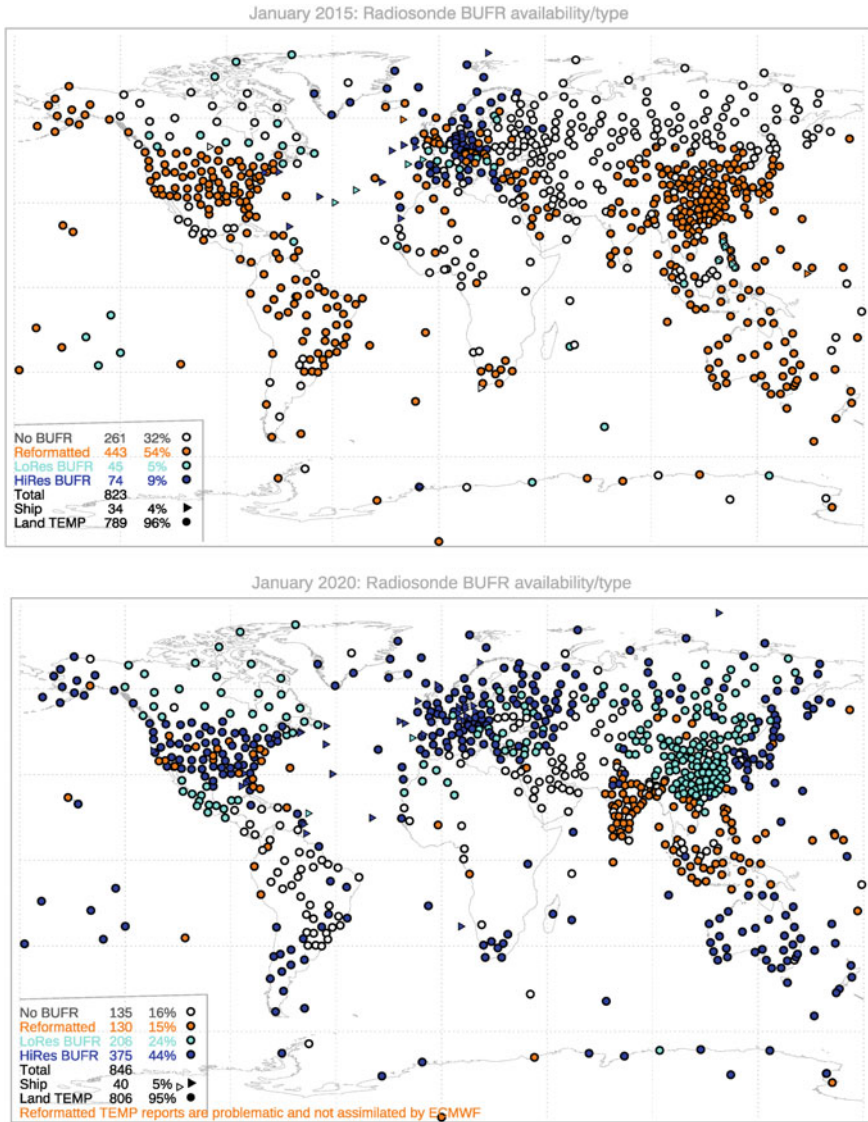 January 2015: Radiosonde BUFR availability/type
No BUFR 261 32%
Reformatted 443 54%
LoRes BUFR 45 5%
HiRes BUFR 74 9%
Total 823
Ship 34 4%
Land TEMP 789 96%
January 2020: Radiosonde BUFR availability/type
No BUFR 135 16%
Reformatted 130 15%
LoRes BUFR 206 24%
HiRes BUFR 375 44%
Total 846
Ship 40 5%
Land TEMP 806 95%
Reformatted TEMP reports are problematic and not assimilated by ECMWF